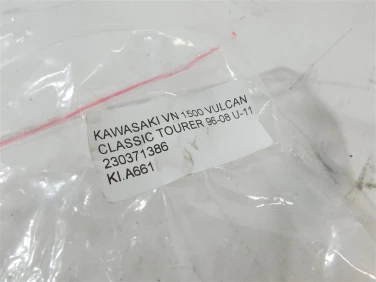 KAWASAKI VN 1500 VULCAN
CLASSIC TOURER 96-08 U-11
230371386
KI.A661